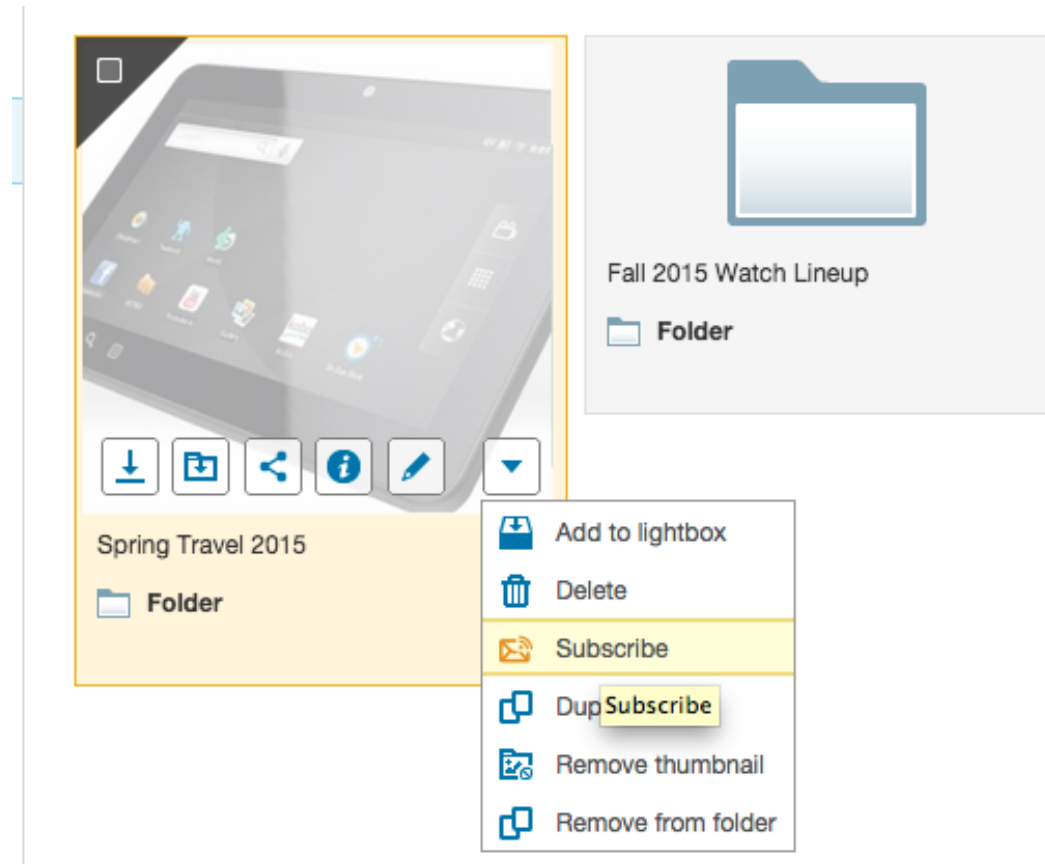 Fall 2015 Watch Lineup
Folder
Spring Travel 2015
Folder
Add to lightbox
Delete
Subscribe
Dup
Subscribe
Remove thumbnail
Remove from folder